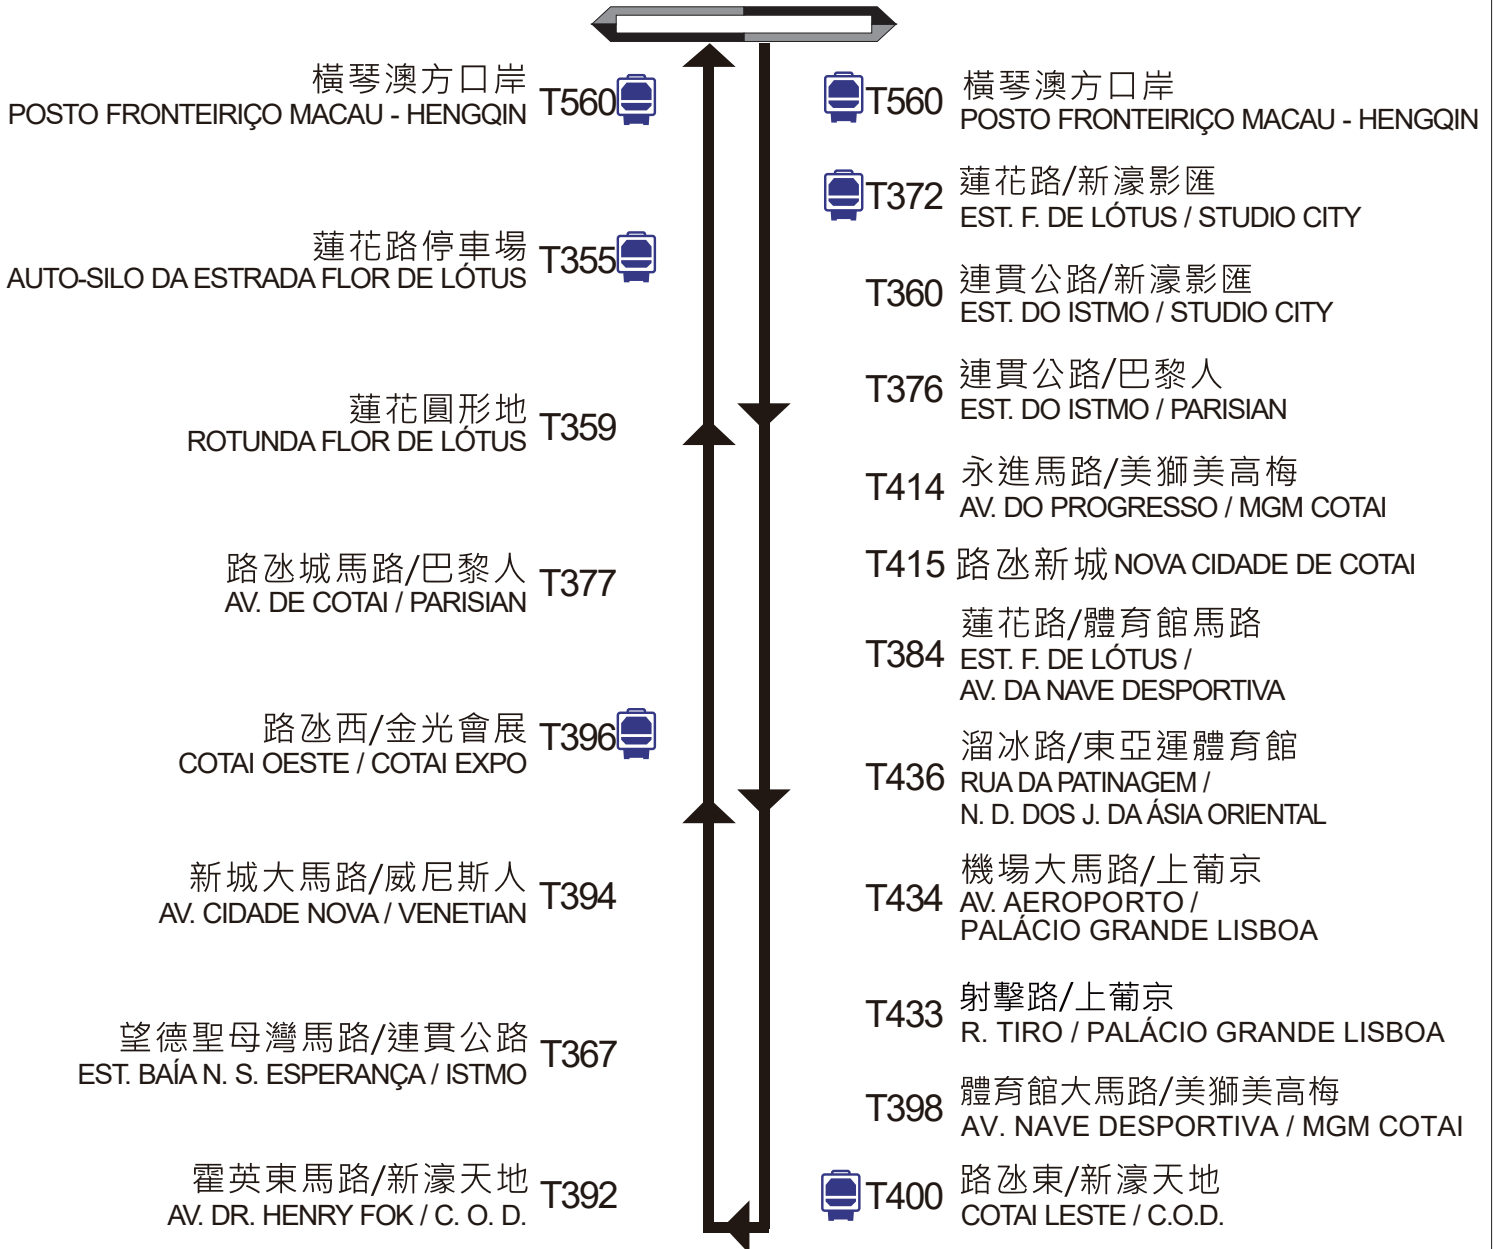 橫琴澳方口岸
POSTO FRONTEIRIÇO MACAU - HENGQIN
T560
蓮花路停車場
AUTO-SILO DA ESTRADA FLOR DE LÓTUS
T355
蓮花圓形地
ROTUNDA FLOR DE LÓTUS
T359
路氹城馬路/巴黎人
AV. DE COTAI / PARISIAN
T377
路氹西/金光會展
COTAI OESTE / COTAI EXPO
T396
新城大馬路/威尼斯人
AV. CIDADE NOVA / VENETIAN
T394
望德聖母灣馬路/連貫公路
EST. BAÍA N. S. ESPERANÇA / ISTMO
T367
霍英東馬路/新濠天地
AV. DR. HENRY FOK / C. O. D.
T392
T560
橫琴澳方口岸
POSTO FRONTEIRIÇO MACAU - HENGQIN
T372
蓮花路/新濠影匯
EST. F. DE LÓTUS / STUDIO CITY
T360
連貫公路/新濠影匯
EST. DO ISTMO / STUDIO CITY
T376
連貫公路/巴黎人
EST. DO ISTMO / PARISIAN
T414
永進馬路/美獅美高梅
AV. DO PROGRESSO / MGM COTAI
T415 路氹新城 NOVA CIDADE DE COTAI
T384
蓮花路/體育館馬路
EST. F. DE LÓTUS /
AV. DA NAVE DESPORTIVA
T436
溜冰路/東亞運體育館
RUA DA PATINAGEM /
N. D. DOS J. DA ÁSIA ORIENTAL
T434
機場大馬路/上葡京
AV. AEROPORTO /
PALÁCIO GRANDE LISBOA
T433
射擊路/上葡京
R. TIRO / PALÁCIO GRANDE LISBOA
T398
體育館大馬路/美獅美高梅
AV. NAVE DESPORTIVA / MGM COTAI
T400
路氹東/新濠天地
COTAI LESTE / C.O.D.